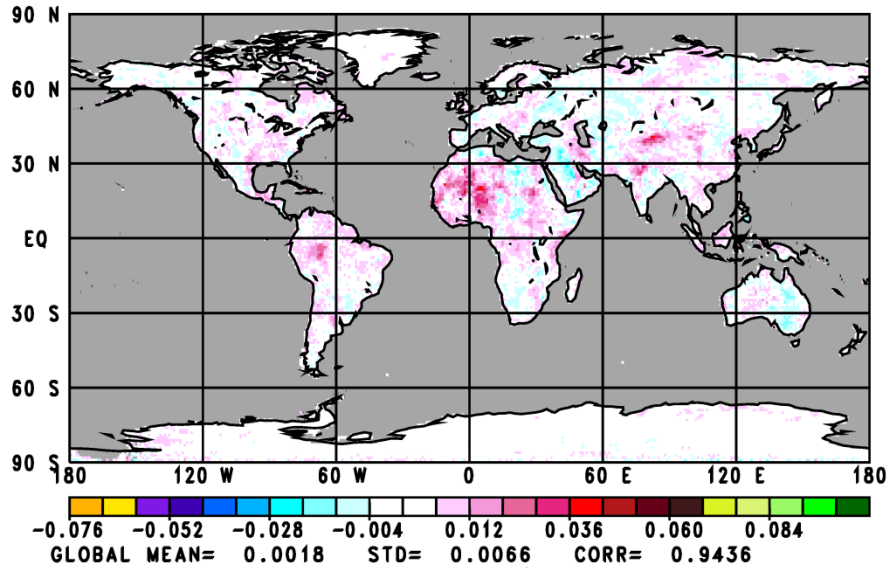 90 N
60 N
30 N
EQ
30 S
60 S
90 S
180 120 W 60 W 0 60 E 120 E 180
-0.076 -0.052 -0.028 -0.004 0.012 0.036 0.060 0.084
GLOBAL MEAN= 0.0018 STD= 0.0066 CORR= 0.9436